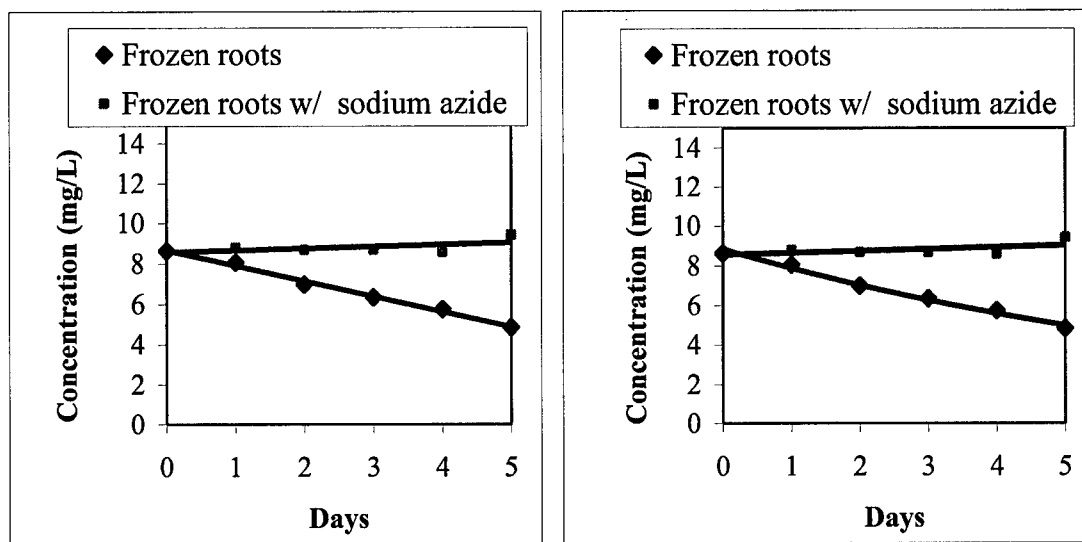 Frozen roots
Frozen roots w/ sodium azide
Concentration (mg/L)
14
12
10
8
6
4
2
0
0 1 2 3 4 5
Days
Frozen roots
Frozen roots w/ sodium azide
Concentration (mg/L)
14
12
10
8
6
4
2
0
0 1 2 3 4 5
Days